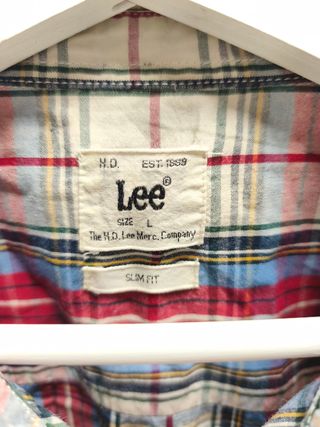 H.D. EST. 1889
Lee®
SIZE L
The H.D. Lee Merc. Company
SLIM FIT